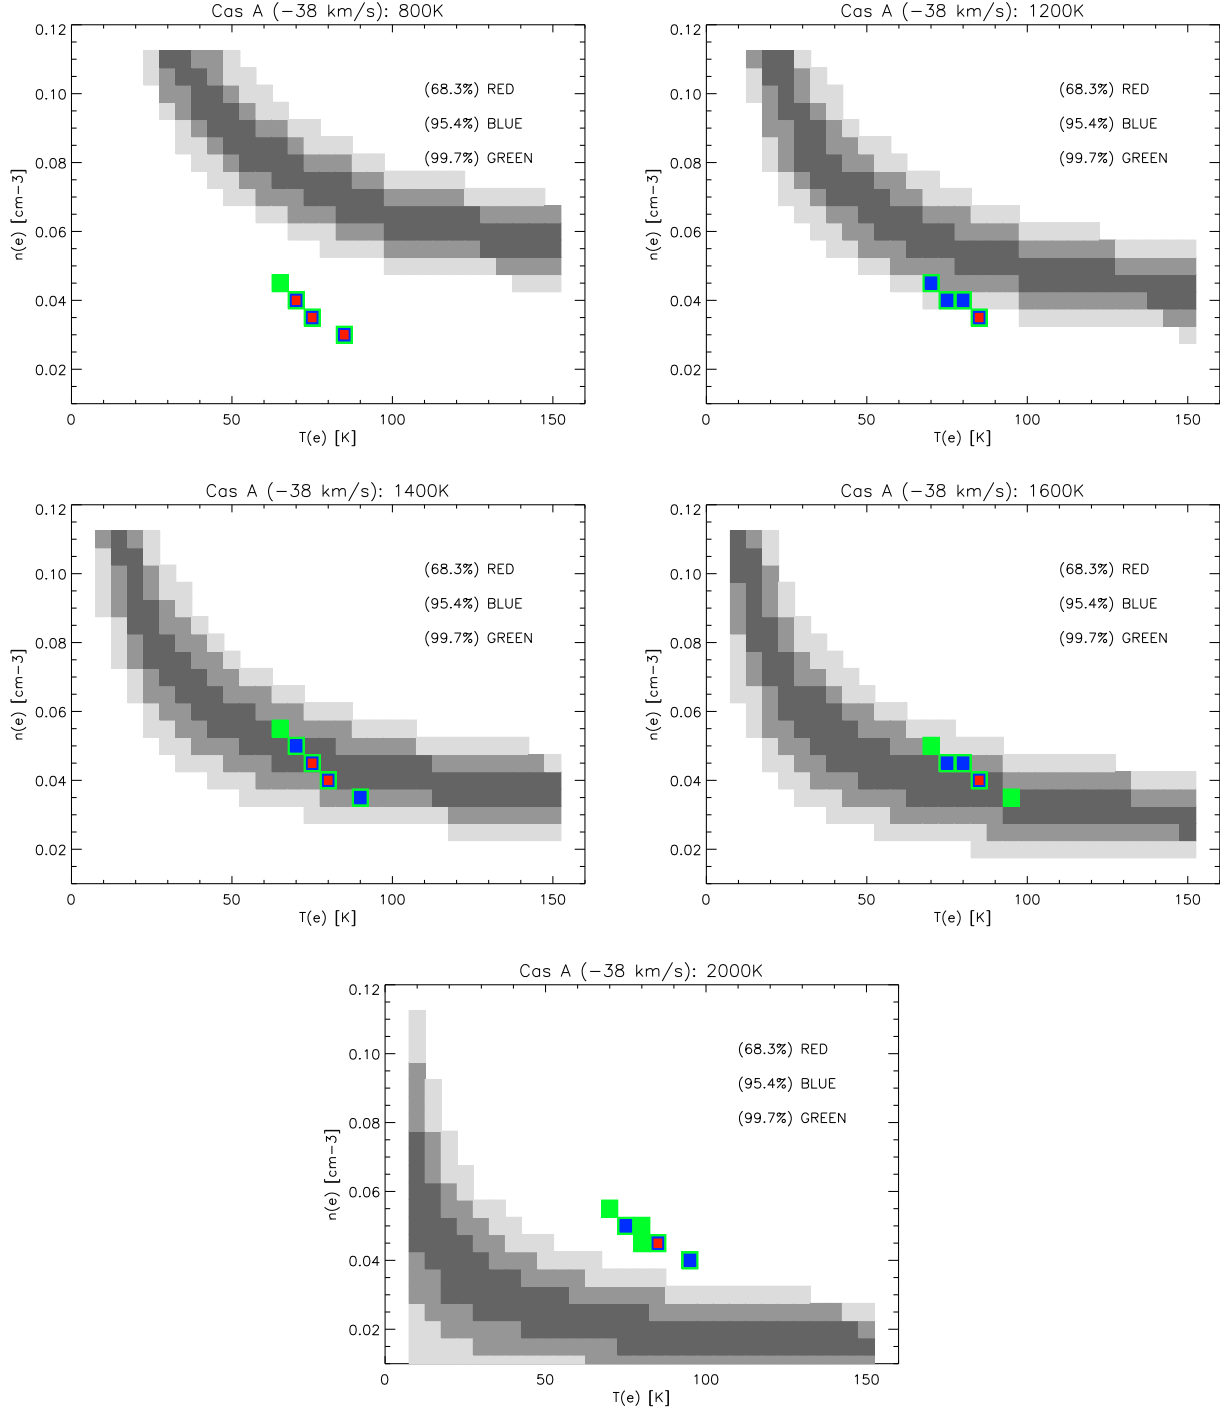 Cas A (−38 km/s): 800K
0.12
0.10
0.08
0.06
0.04
0.02
n(e) [cm−3]
(68.3%) RED
(95.4%) BLUE
(99.7%) GREEN
0 50 100 150
T(e) [K]
Cas A (−38 km/s): 1200K
0.12
0.10
0.08
0.06
0.04
0.02
n(e) [cm−3]
(68.3%) RED
(95.4%) BLUE
(99.7%) GREEN
0 50 100 150
T(e) [K]
Cas A (−38 km/s): 1400K
0.12
0.10
0.08
0.06
0.04
0.02
n(e) [cm−3]
(68.3%) RED
(95.4%) BLUE
(99.7%) GREEN
0 50 100 150
T(e) [K]
Cas A (−38 km/s): 1600K
0.12
0.10
0.08
0.06
0.04
0.02
n(e) [cm−3]
(68.3%) RED
(95.4%) BLUE
(99.7%) GREEN
0 50 100 150
T(e) [K]
Cas A (−38 km/s): 2000K
0.12
0.10
0.08
0.06
0.04
0.02
n(e) [cm−3]
(68.3%) RED
(95.4%) BLUE
(99.7%) GREEN
0 50 100 150
T(e) [K]